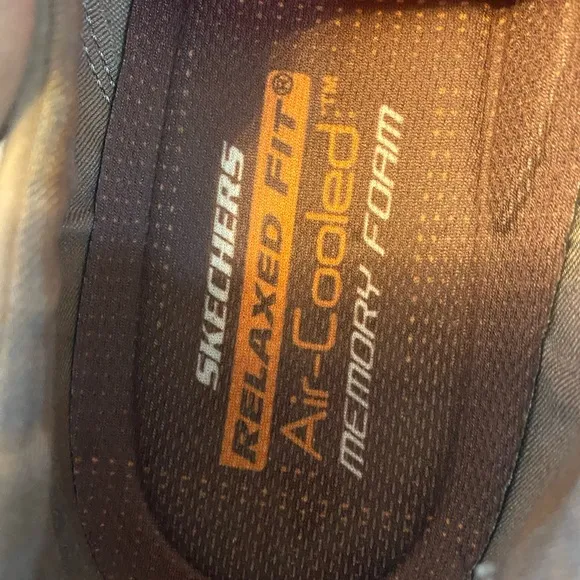 SKECHERS
RELAXED FIT®
Air-Cooled™
MEMORY FOAM